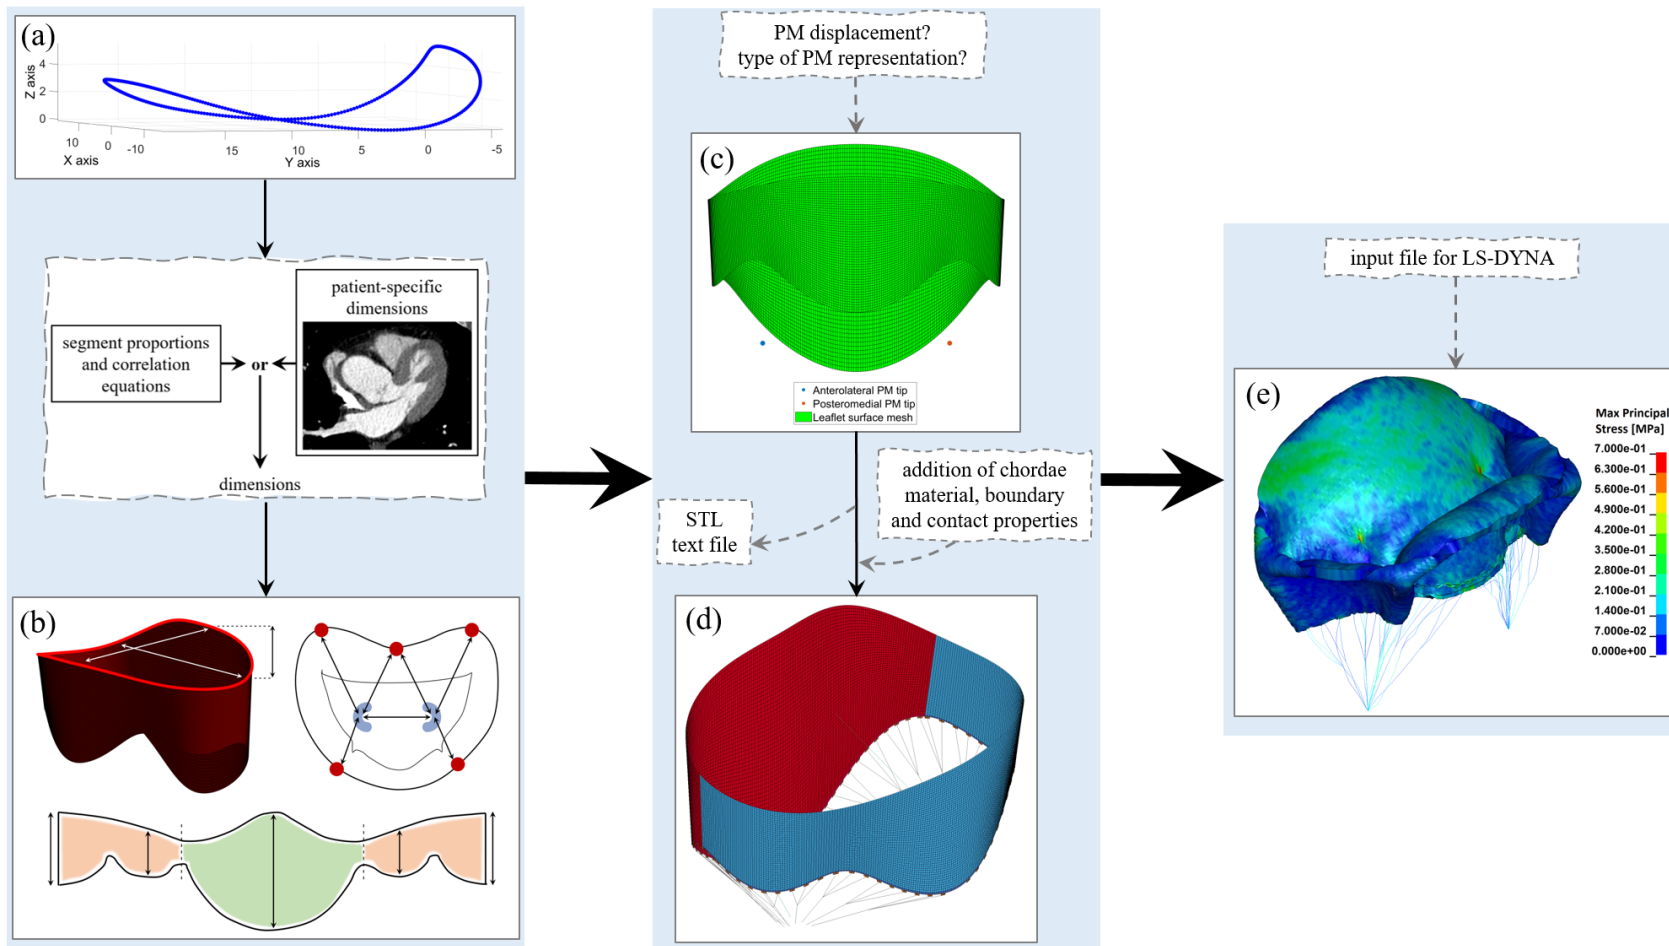 (a)
Z axis
4
2
0
10
0
-10
X axis
15
10
5
0
-5
Y axis
segment proportions
and correlation
equations
or
patient-specific
dimensions
dimensions
(b)
PM displacement?
type of PM representation?
(c)
Anterolateral PM tip
Posteromedial PM tip
Leaflet surface mesh
STL
text file
addition of chordae
material, boundary
and contact properties
(d)
input file for LS-DYNA
(e)
Max Principal
Stress [MPa]
7.000e-01
6.300e-01
5.600e-01
4.900e-01
4.200e-01
3.500e-01
2.800e-01
2.100e-01
1.400e-01
7.000e-02
0.000e+00